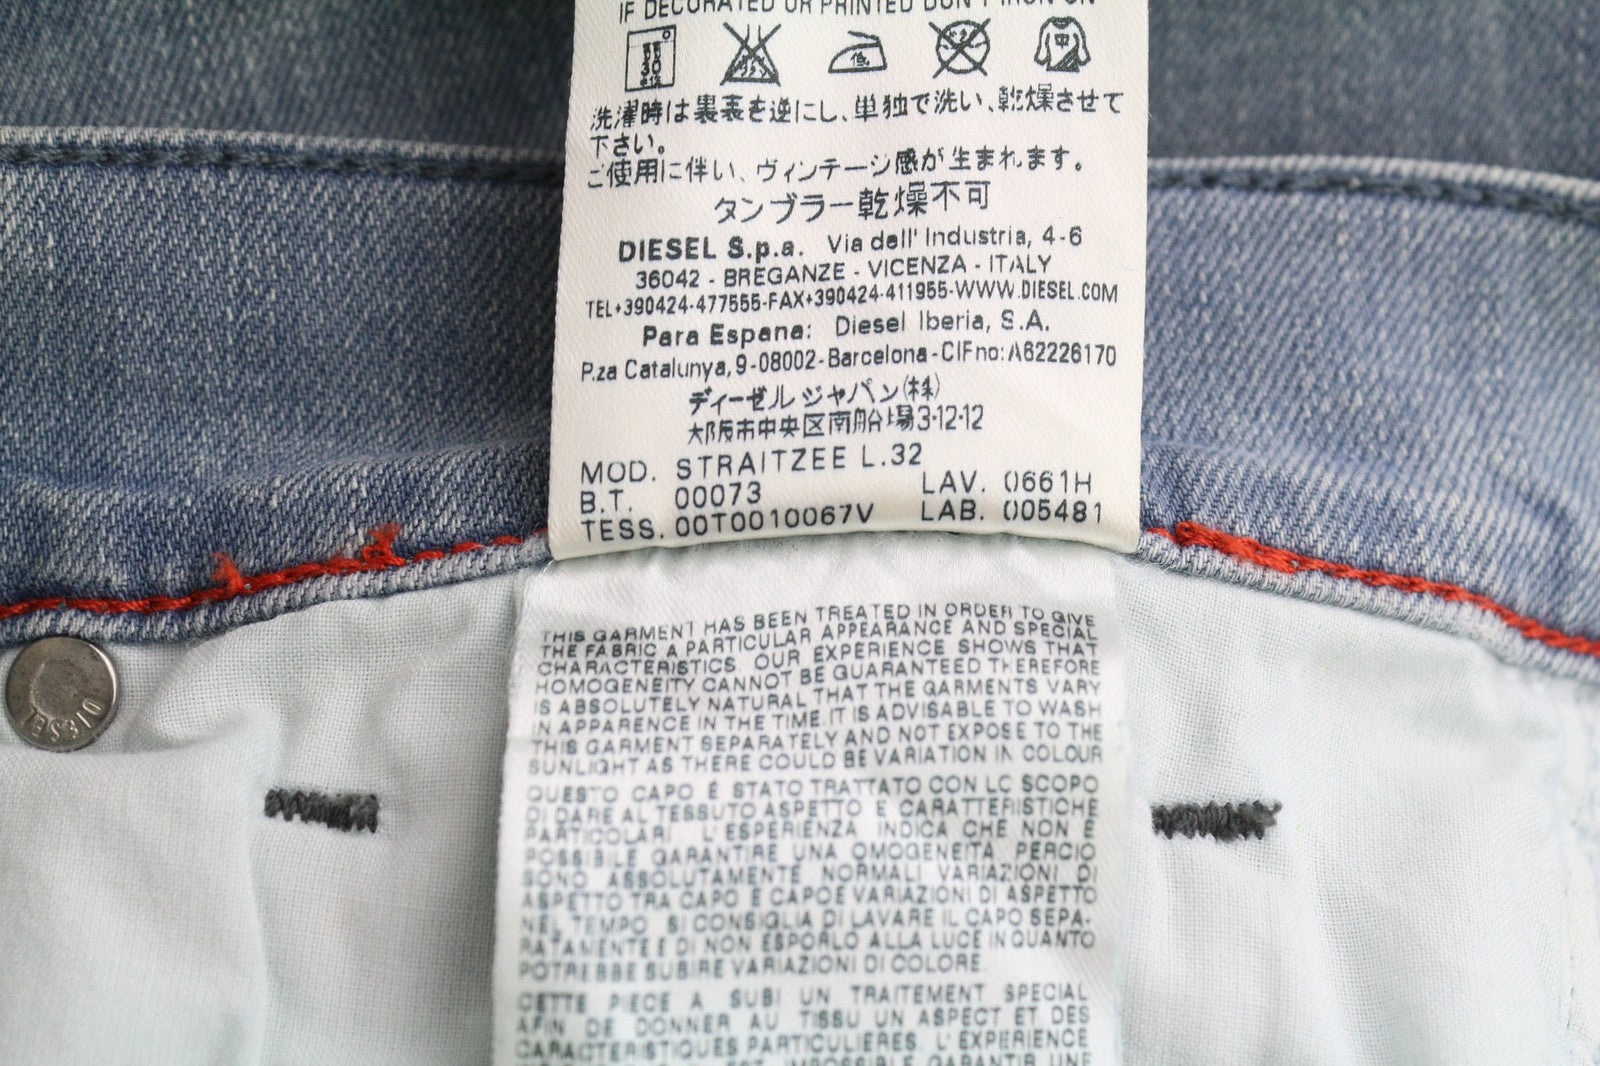 IF DECORATED OR PRINTED DON'T IRON ON
30
中性
低
洗濯時は裏表を逆にし、単独で洗い、乾燥させて
下さい。
ご使用に伴い、ヴィンテージ感が生まれます。
タンブラー乾燥不可
DIESEL S.p.a. Via dell' Industria, 4-6
36042 - BREGANZE - VICENZA - ITALY
TEL+390424-477555-FAX+390424-411955-WWW.DIESEL.COM
Para Espana: Diesel Iberia, S.A.
P.za Catalunya, 9-08002-Barcelona-CIFno:A62226170
ディーゼル ジャパン(株)
大阪市中央区南船場3-12-12
MOD. STRAITZEE L.32
B.T. 00073 LAV. 0661H
TESS. 00T0010067V LAB. 005481
THIS GARMENT HAS BEEN TREATED IN ORDER TO GIVE
THE FABRIC A PARTICULAR APPEARANCE AND SPECIAL
CHARACTERISTICS. OUR EXPERIENCE SHOWS THAT
HOMOGENEITY CANNOT BE GUARANTEED THEREFORE
IS ABSOLUTELY NATURAL THAT THE GARMENTS VARY
IN APPARENCE IN THE TIME.IT IS ADVISABLE TO WASH
THIS GARMENT SEPARATELY AND NOT EXPOSE TO THE
SUNLIGHT AS THERE COULD BE VARIATION IN COLOUR
QUESTO CAPO É STATO TRATTATO CON LO SCOPO
DI DARE AL TESSUTO ASPETTO E CARATTERISTICHE
PARTICOLARI. L'ESPERIENZA INDICA CHE NON È
POSSIBILE GARANTIRE UNA OMOGENEITÁ, PERCIO
SONO ASSOLUTAMENTE NORMALI VARIAZIONI DI
ASPETTO TRA CAPO E CAPO E VARIAZIONI DI ASPETTO
NEL TEMPO. SI CONSIGLIA DI LAVARE IL CAPO SEPA-
RATAMENTE E DI NON ESPORLO ALLA LUCE IN QUANTO
POTREBBE SUBIRE VARIAZIONI DI COLORE.
CETTE PIECE A SUBI UN TRAITEMENT SPECIAL
AFIN DE DONNER AU TISSU UN ASPECT ET DES
CARACTERISTIQUES PARTICULIERES. L'EXPERIENCE
EST IMPOSSIBLE GARANTIR UNE
DIESEL